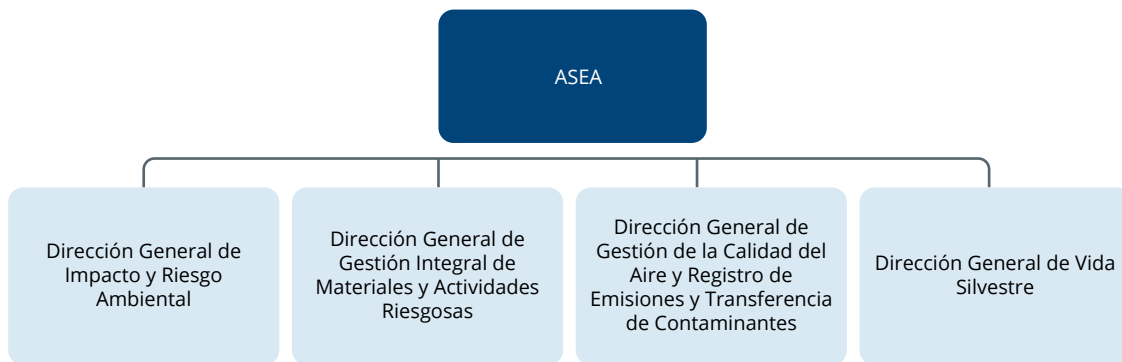 ASEA
Dirección General de
Impacto y Riesgo
Ambiental
Dirección General de
Gestión Integral de
Materiales y Actividades
Riesgosas
Dirección General de
Gestión de la Calidad del
Aire y Registro de
Emisiones y Transferencia
de Contaminantes
Dirección General de Vida
Silvestre